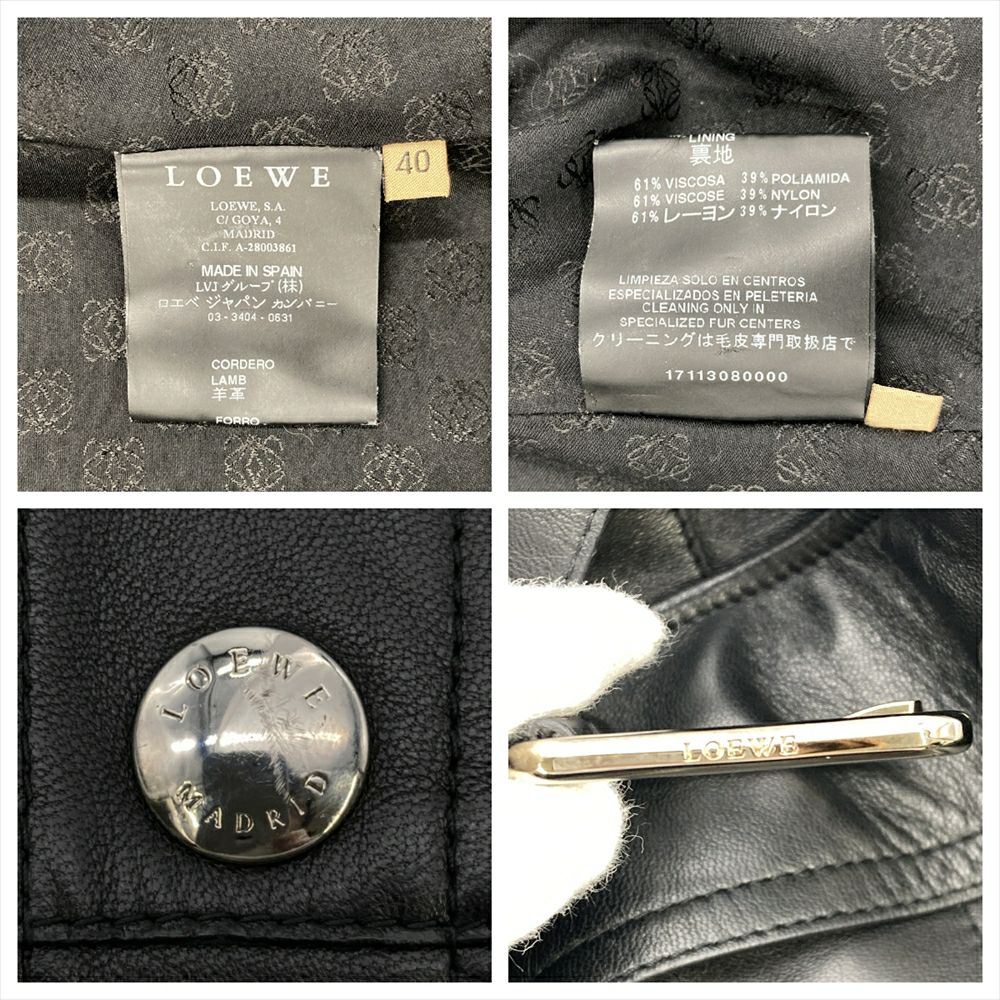 LOEWE
40
LOEWE, S.A.
C/ GOYA, 4
MADRID
C.I.F. A-28003861
MADE IN SPAIN
LVJ グループ (株)
ロエベ ジャパン カンパニー
03 - 3404 - 0631
CORDERO
LAMB
羊革
FORRO
LINING
裏地
61% VISCOSA 39% POLIAMIDA
61% VISCOSE 39% NYLON
61% レーヨン 39% ナイロン
LIMPIEZA SOLO EN CENTROS
ESPECIALIZADOS EN PELETERIA
CLEANING ONLY IN
SPECIALIZED FUR CENTERS
クリーニングは毛皮専門取扱店で
17113080000
LOEWE
MADRID
LOEWE